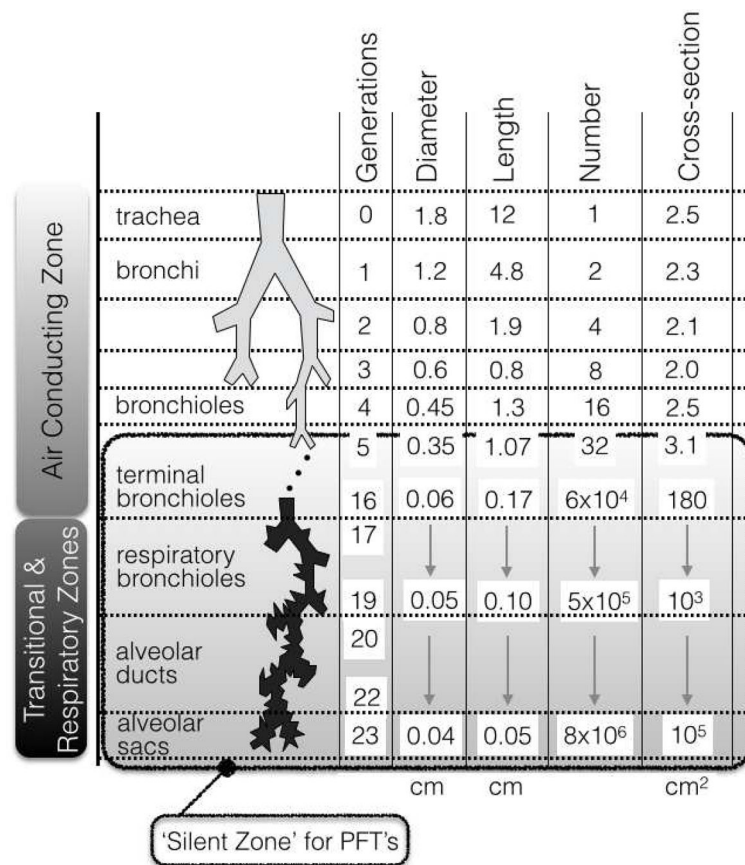 Generations
Diameter
Length
Number
Cross-section
Air Conducting Zone
trachea 0 1.8 12 1 2.5
bronchi 1 1.2 4.8 2 2.3
2 0.8 1.9 4 2.1
3 0.6 0.8 8 2.0
bronchioles 4 0.45 1.3 16 2.5
5 0.35 1.07 32 3.1
terminal
bronchioles 16 0.06 0.17 6x10⁴ 180
Transitional &
Respiratory Zones
17
respiratory
bronchioles
19 0.05 0.10 5x10⁵ 10³
20
alveolar
ducts
22
alveolar
sacs 23 0.04 0.05 8x10⁶ 10⁵
cm cm cm²
'Silent Zone' for PFT's